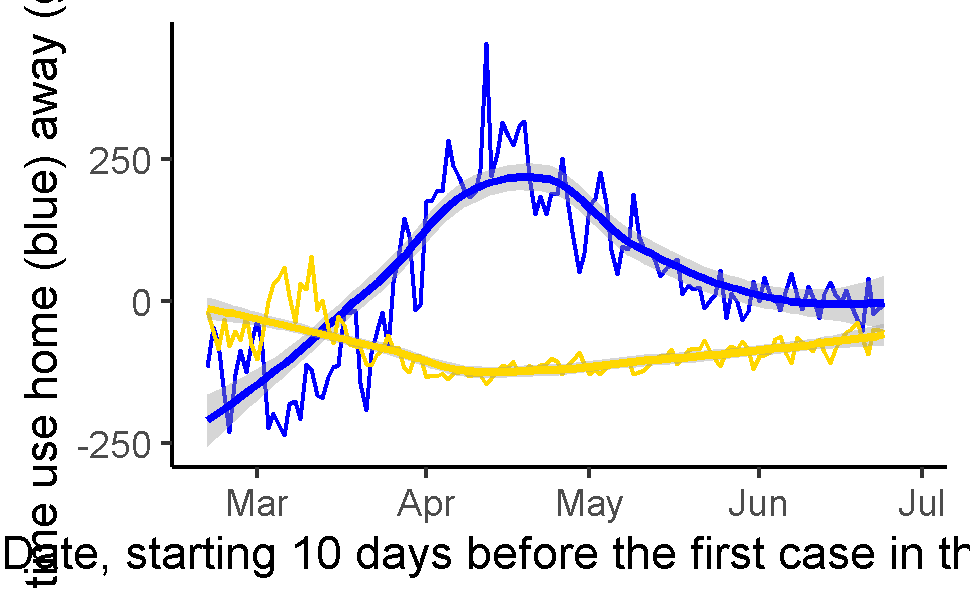 time use home (blue) away (
250
0
-250
Mar Apr May Jun Jul
Date, starting 10 days before the first case in th